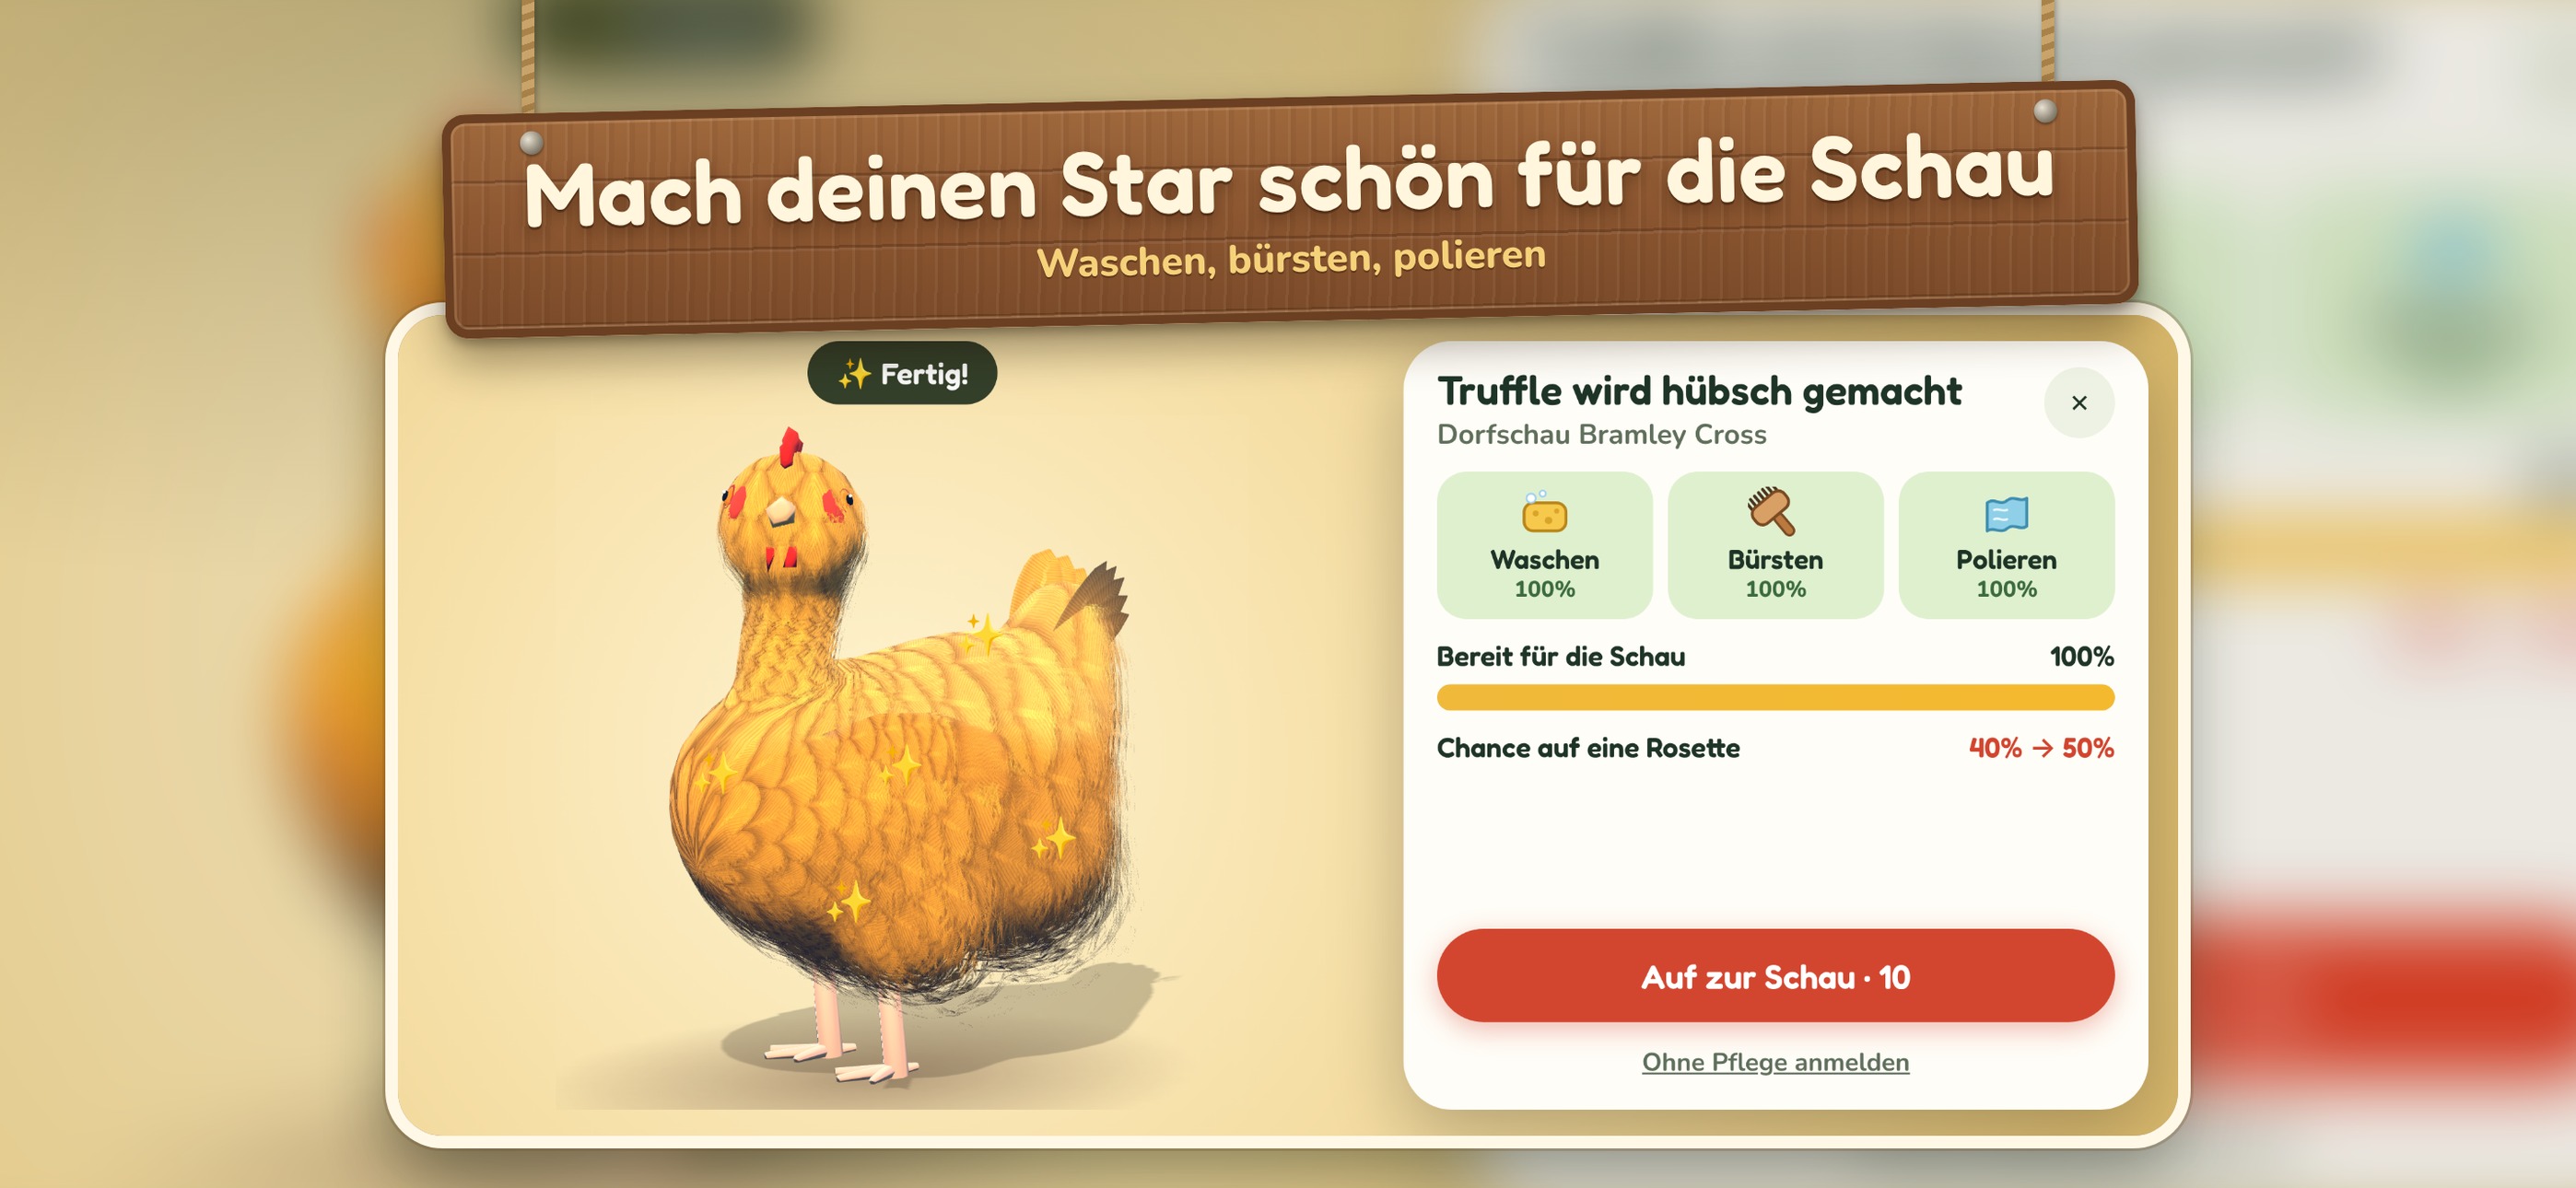 Mach deinen Star schön für die Schau
Waschen, bürsten, polieren
✨ Fertig!
Truffle wird hübsch gemacht
×
Dorfschau Bramley Cross
Waschen
100%
Bürsten
100%
Polieren
100%
Bereit für die Schau 100%
Chance auf eine Rosette 40% → 50%
Auf zur Schau · 10
Ohne Pflege anmelden